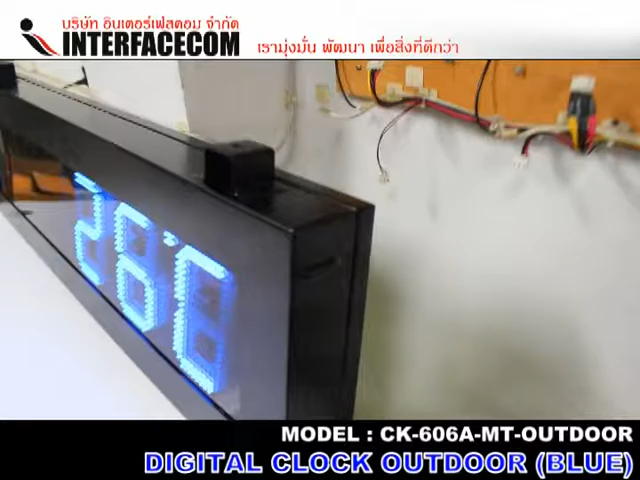 บริษัท อินเตอร์เฟสคอม จำกัด
INTERFACECOM
เรามุ่งมั่น พัฒนา เพื่อสิ่งที่ดีกว่า
26°C
MODEL : CK-606A-MT-OUTDOOR
DIGITAL CLOCK OUTDOOR (BLUE)